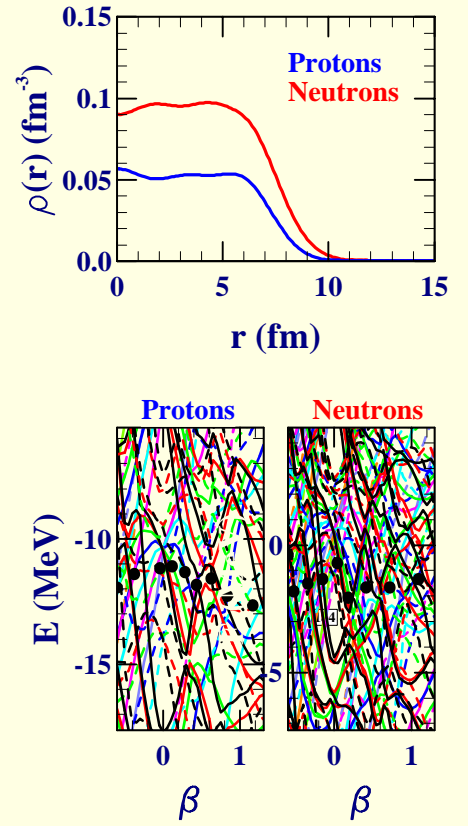 ρ(r) (fm-3)
0.15
0.1
0.05
0.0
Protons
Neutrons
0 5 10 15
r (fm)
Protons Neutrons
E (MeV)
-10
-15
0
-5
0 1 0 1
β β